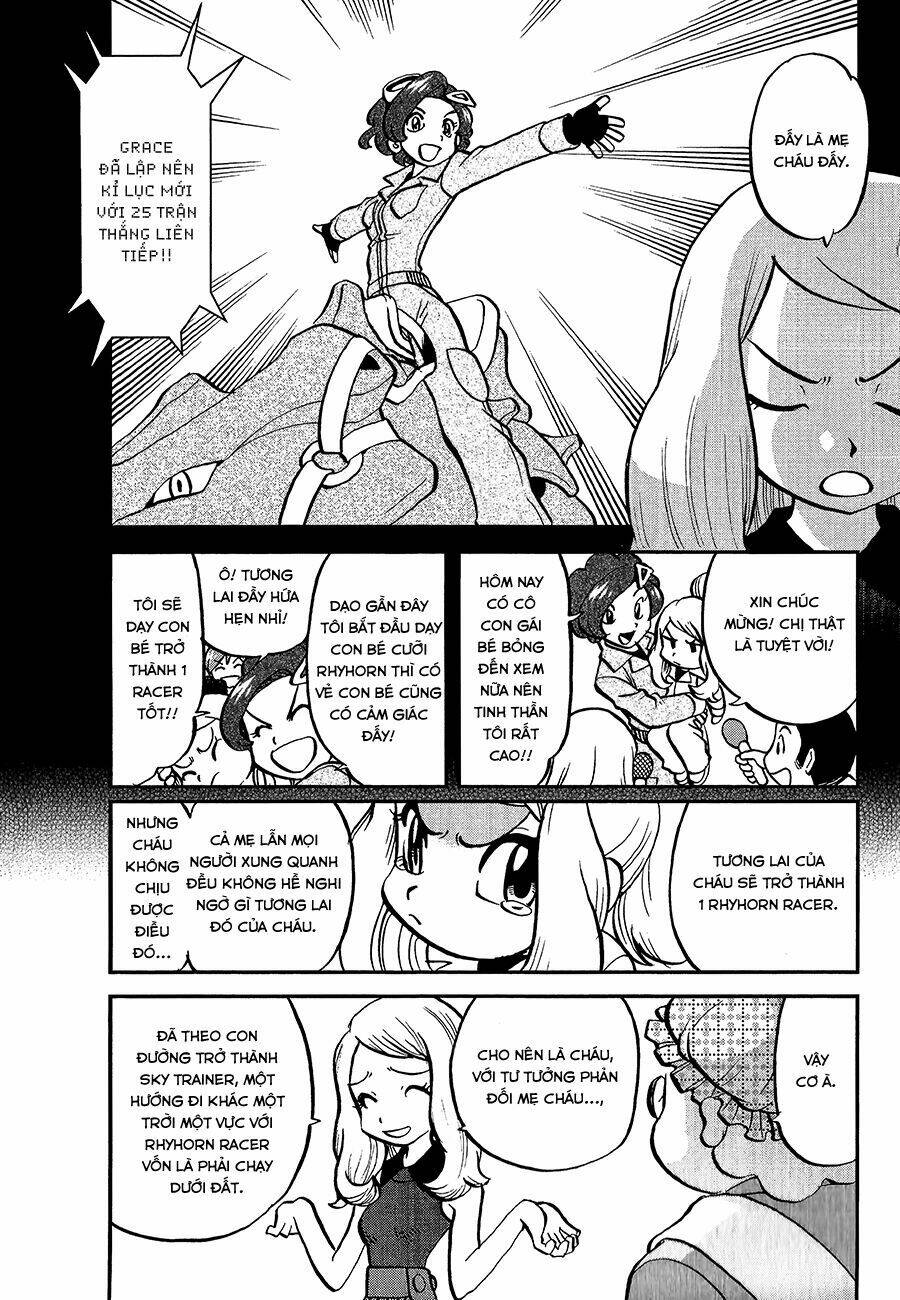 ĐẤY LÀ MẸ
CHÁU ĐẤY.
GRACE
ĐÃ LẬP NÊN
KỈ LỤC MỚI
VỚI 25 TRẬN
THẮNG LIÊN
TIẾP!!
XIN CHÚC
MỪNG! CHỊ THẬT
LÀ TUYỆT VỜI!
HÔM NAY
CÓ CÔ
CON GÁI
BÉ BỎNG
ĐẾN XEM
NỮA NÊN
TINH THẦN
TÔI RẤT
CAO!!
DẠO GẦN ĐÂY
TÔI BẮT ĐẦU DẠY
CON BÉ CƯỠI
RHYHORN THÌ CÓ
VẺ CON BÉ CŨNG
CÓ CẢM GIÁC
ĐẤY!
Ô! TƯƠNG
LAI ĐẦY HỨA
HẸN NHỈ!
TÔI SẼ
DẠY CON
BÉ TRỞ
THÀNH 1
RACER
TỐT!!
TƯƠNG LAI CỦA
CHÁU SẼ TRỞ THÀNH
1 RHYHORN RACER.
CẢ MẸ LẪN MỌI
NGƯỜI XUNG QUANH
ĐỀU KHÔNG HỀ NGHI
NGỜ GÌ TƯƠNG LAI
ĐÓ CỦA CHÁU.
NHƯNG
CHÁU
KHÔNG
CHỊU
ĐƯỢC
ĐIỀU
ĐÓ...
VẬY
CƠ À.
CHO NÊN LÀ CHÁU,
VỚI TƯ TƯỞNG PHẢN
ĐỐI MẸ CHÁU...,
ĐÃ THEO CON
ĐƯỜNG TRỞ THÀNH
SKY TRAINER, MỘT
HƯỚNG ĐI KHÁC MỘT
TRỜI MỘT VỰC VỚI
RHYHORN RACER
VỐN LÀ PHẢI CHẠY
DƯỚI ĐẤT.